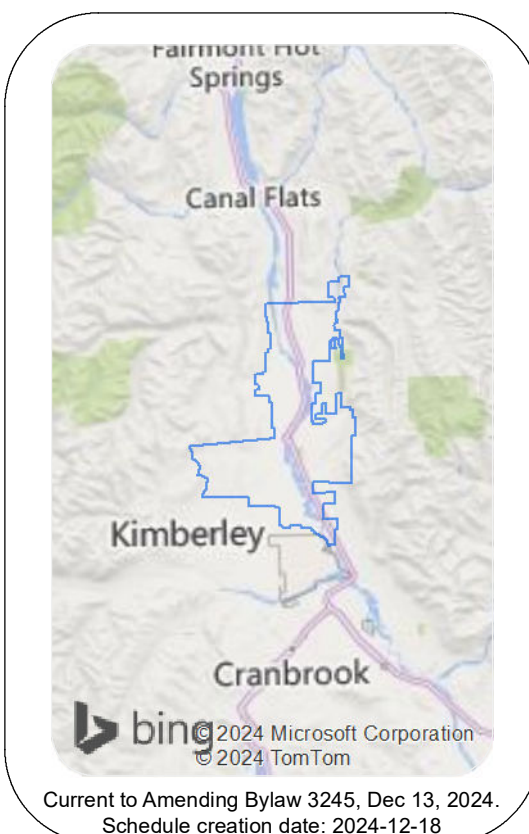 Fairmont Hot
Springs
Canal Flats
Kimberley
Cranbrook
bing
© 2024 Microsoft Corporation
© 2024 TomTom
Current to Amending Bylaw 3245, Dec 13, 2024.
Schedule creation date: 2024-12-18